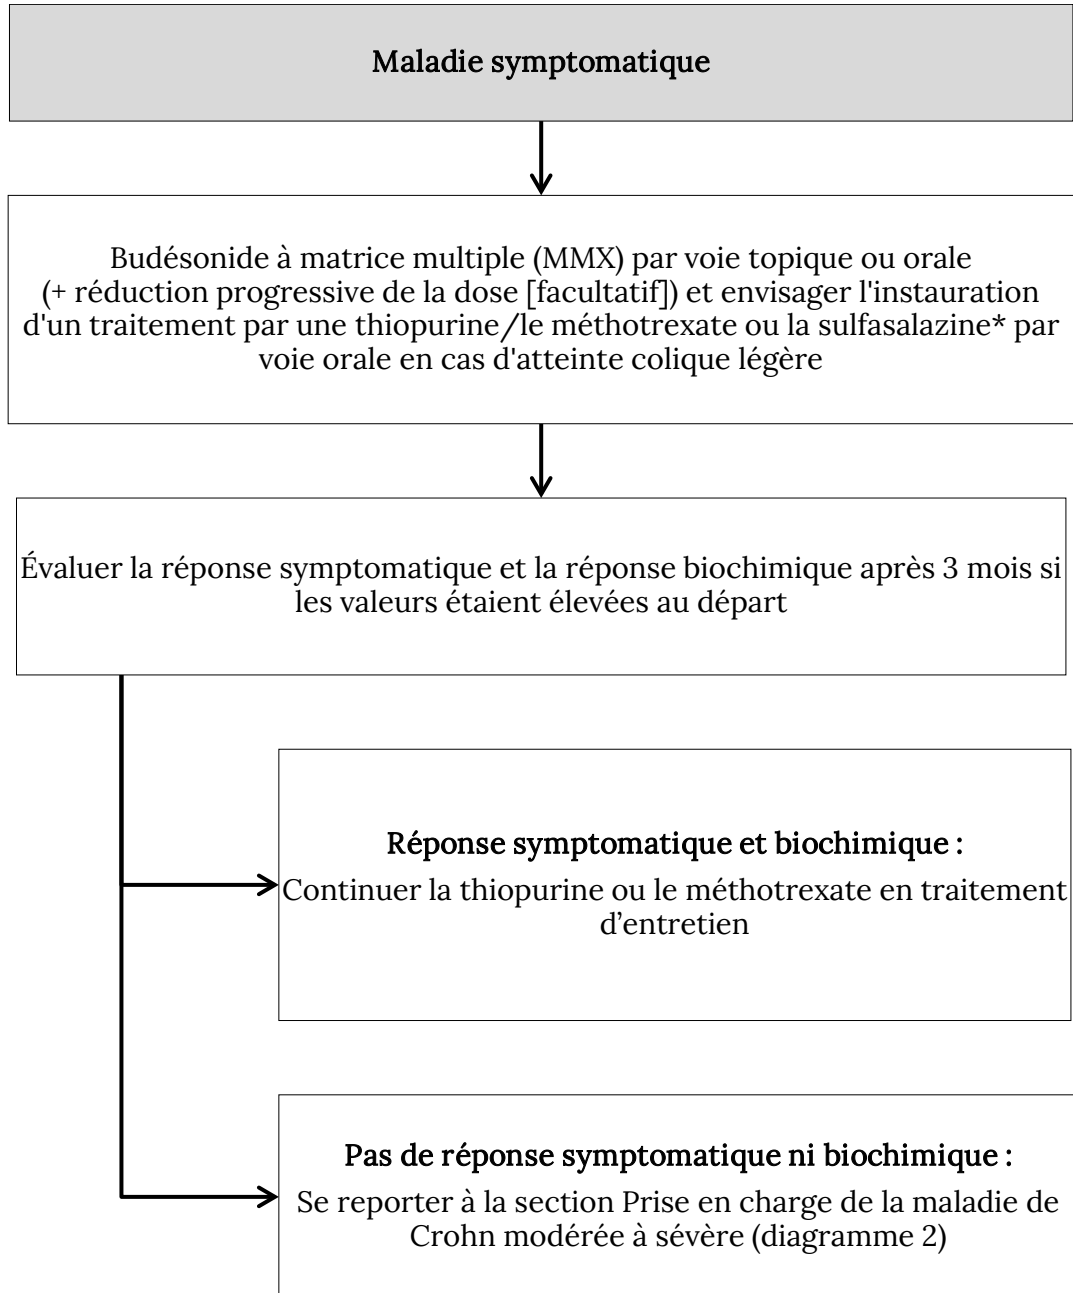 Maladie symptomatique
Budésonide à matrice multiple (MMX) par voie topique ou orale
(+ réduction progressive de la dose [facultatif]) et envisager l'instauration
d'un traitement par une thiopurine/le méthotrexate ou la sulfasalazine* par
voie orale en cas d'atteinte colique légère
Évaluer la réponse symptomatique et la réponse biochimique après 3 mois si
les valeurs étaient élevées au départ
Réponse symptomatique et biochimique :
Continuer la thiopurine ou le méthotrexate en traitement
d’entretien
Pas de réponse symptomatique ni biochimique :
Se reporter à la section Prise en charge de la maladie de
Crohn modérée à sévère (diagramme 2)